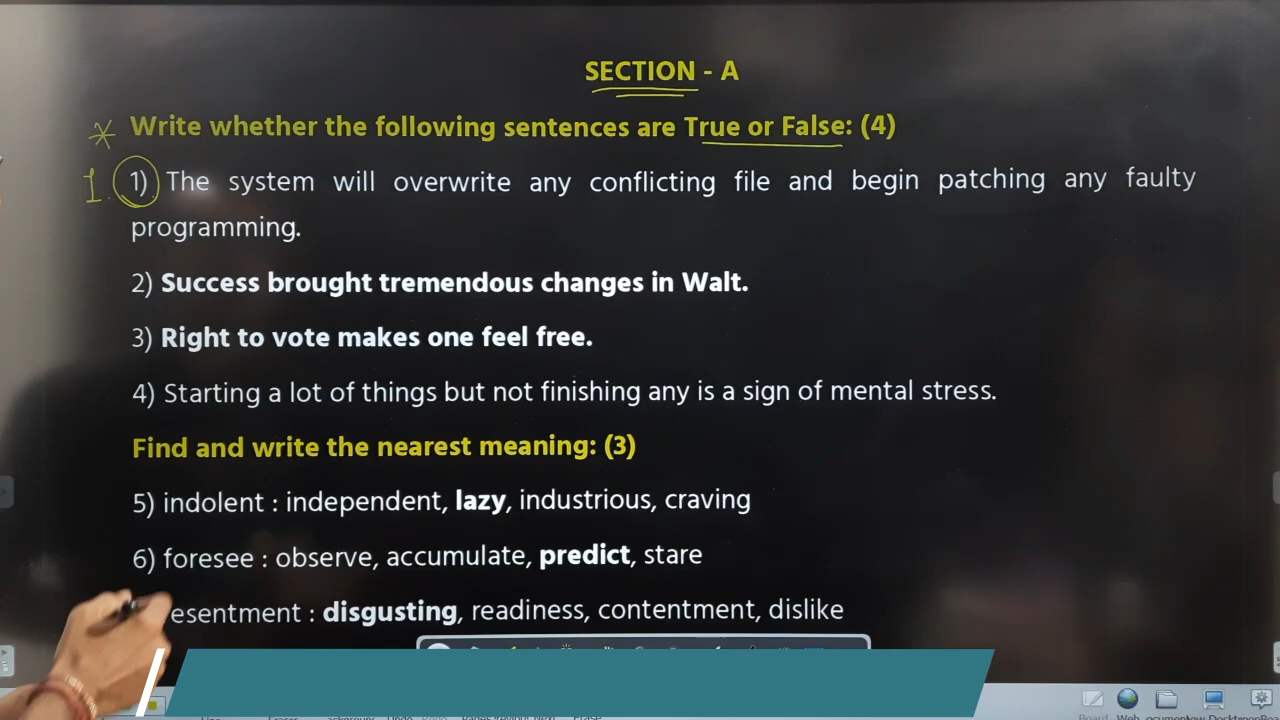 SECTION - A
* Write whether the following sentences are True or False: (4)
1. 1) The system will overwrite any conflicting file and begin patching any faulty
programming.
2) Success brought tremendous changes in Walt.
3) Right to vote makes one feel free.
4) Starting a lot of things but not finishing any is a sign of mental stress.
Find and write the nearest meaning: (3)
5) indolent : independent, lazy, industrious, craving
6) foresee : observe, accumulate, predict, stare
esentment : disgusting, readiness, contentment, dislike